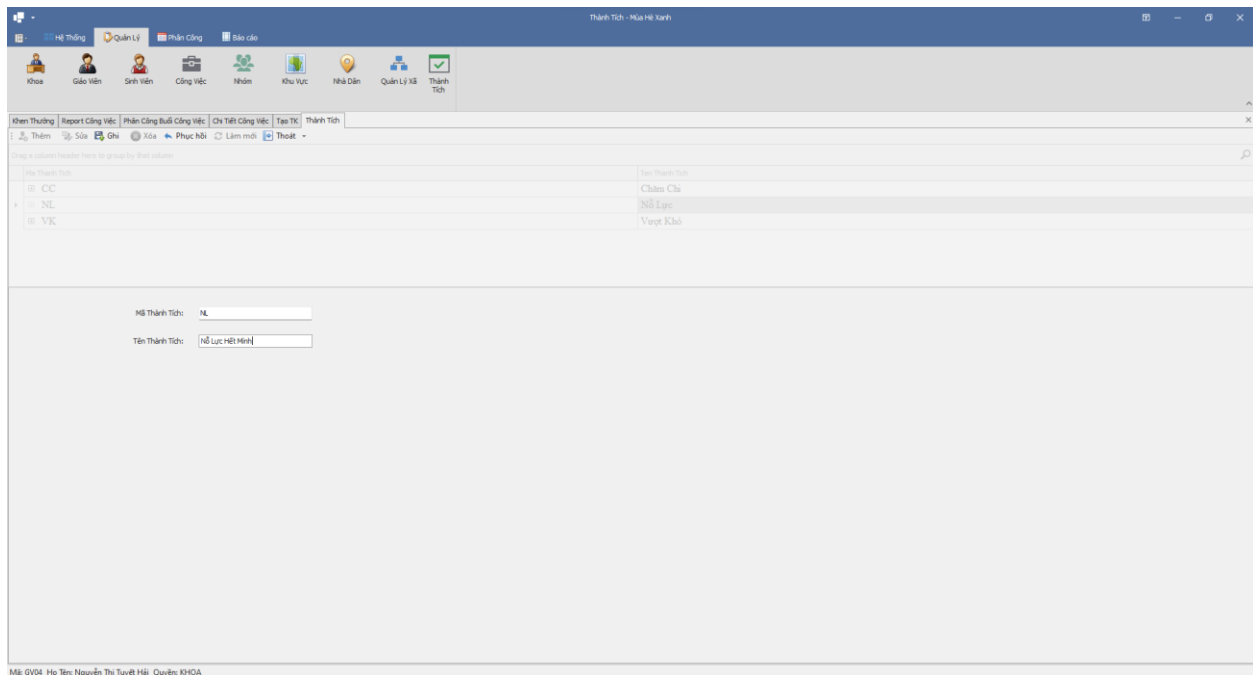 Thành Tích - Mùa Hè Xanh
Hệ Thống Quản Lý Phân Công Báo cáo
Khoa Giáo Viên Sinh Viên Công Việc Nhóm Khu Vực Nhà Dân Quản Lý Xã Thành Tích
Khen Thưởng Report Công Việc Phân Công Buổi Công Việc Chi Tiết Công Việc Tạo TK Thành Tích
Thêm Sửa Ghi Xóa Phục hồi Làm mới Thoát
Drag a column header here to group by that column
Mã Thành Tích Tên Thành Tích
CC Chăm Chỉ
NL Nỗ Lực
VK Vượt Khó
Mã Thành Tích: NL
Tên Thành Tích: Nỗ Lực Hết Mình
Mã: GV04 Họ Tên: Nguyễn Thị Tuyết Hải Quyền: KHOA